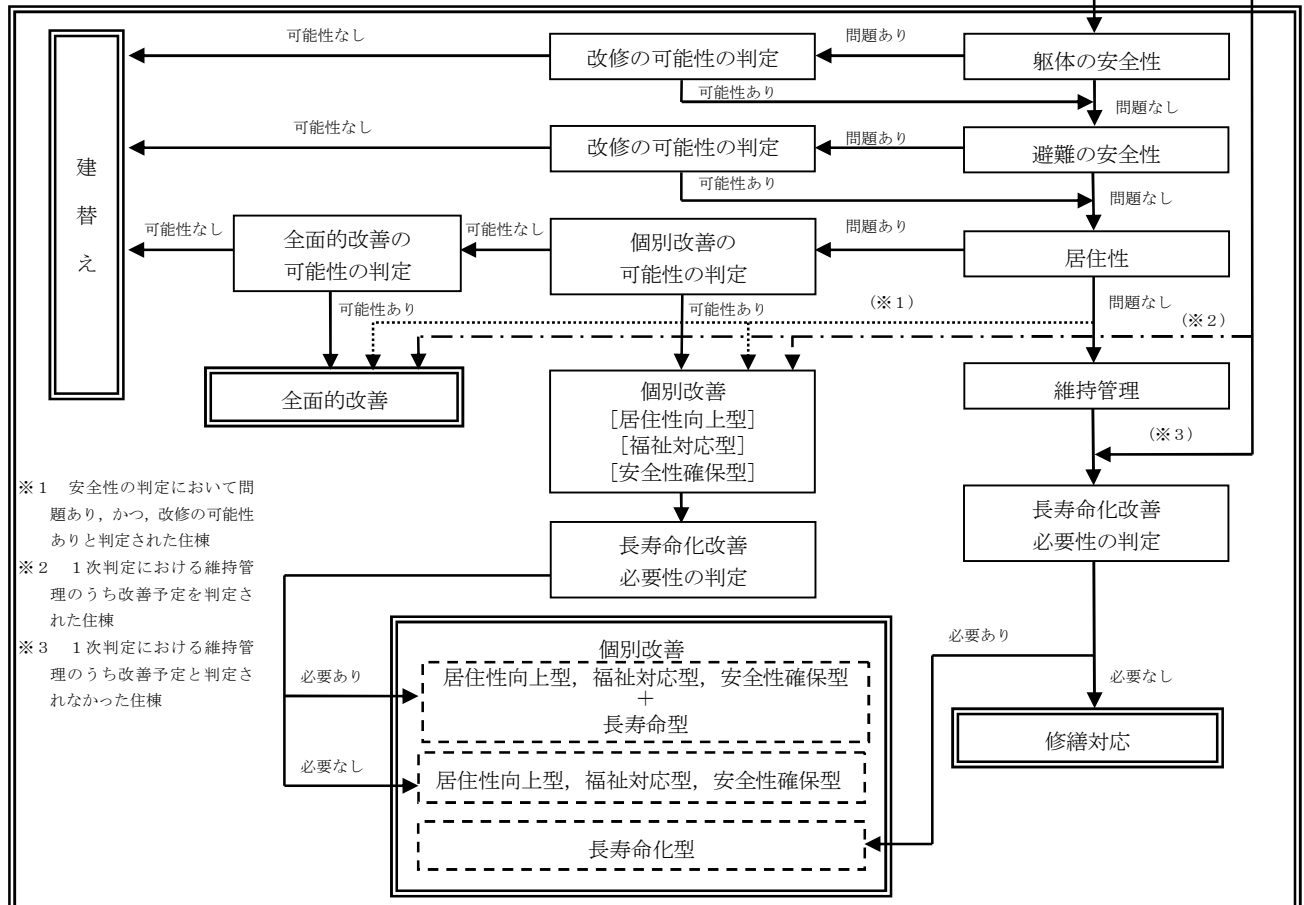 可能性なし
改修の可能性の判定
問題あり
躯体の安全性
可能性あり
問題なし
可能性なし
改修の可能性の判定
問題あり
避難の安全性
可能性あり
問題なし
建替え
可能性なし
全面的改善の
可能性の判定
可能性なし
個別改善の
可能性の判定
問題あり
居住性
可能性あり
可能性あり
(※1)
問題なし
(※2)
全面的改善
個別改善
[居住性向上型]
[福祉対応型]
[安全性確保型]
維持管理
(※3)
※1 安全性の判定において問
題あり,かつ,改修の可能性
ありと判定された住棟
※2 1次判定における維持管
理のうち改善予定を判定さ
れた住棟
※3 1次判定における維持管
理のうち改善予定と判定さ
れなかった住棟
長寿命化改善
必要性の判定
長寿命化改善
必要性の判定
必要あり
必要なし
修繕対応
個別改善
必要あり
居住性向上型,福祉対応型,安全性確保型
+
長寿命型
必要なし
居住性向上型,福祉対応型,安全性確保型
長寿命化型